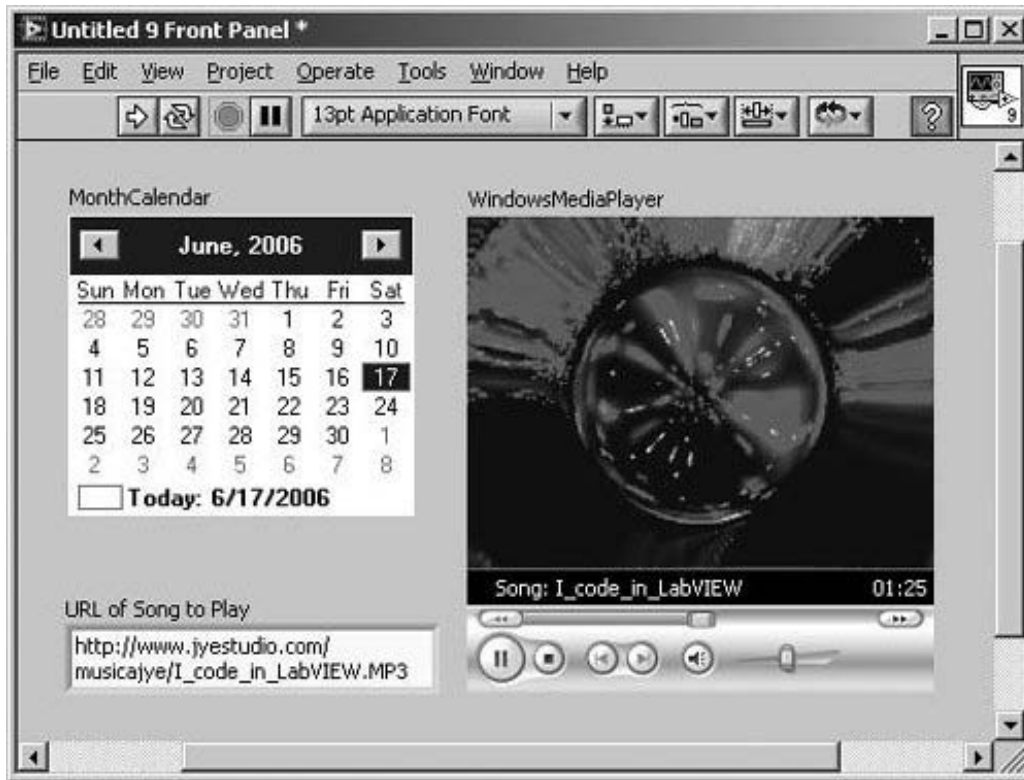 Untitled 9 Front Panel *
File Edit View Project Operate Tools Window Help
13pt Application Font
?
9
MonthCalendar
June, 2006
Sun Mon Tue Wed Thu Fri Sat
28 29 30 31 1 2 3
4 5 6 7 8 9 10
11 12 13 14 15 16 17
18 19 20 21 22 23 24
25 26 27 28 29 30 1
2 3 4 5 6 7 8
Today: 6/17/2006
URL of Song to Play
http://www.jyestudio.com/
musicajye/I_code_in_LabVIEW.MP3
WindowsMediaPlayer
Song: I_code_in_LabVIEW 01:25